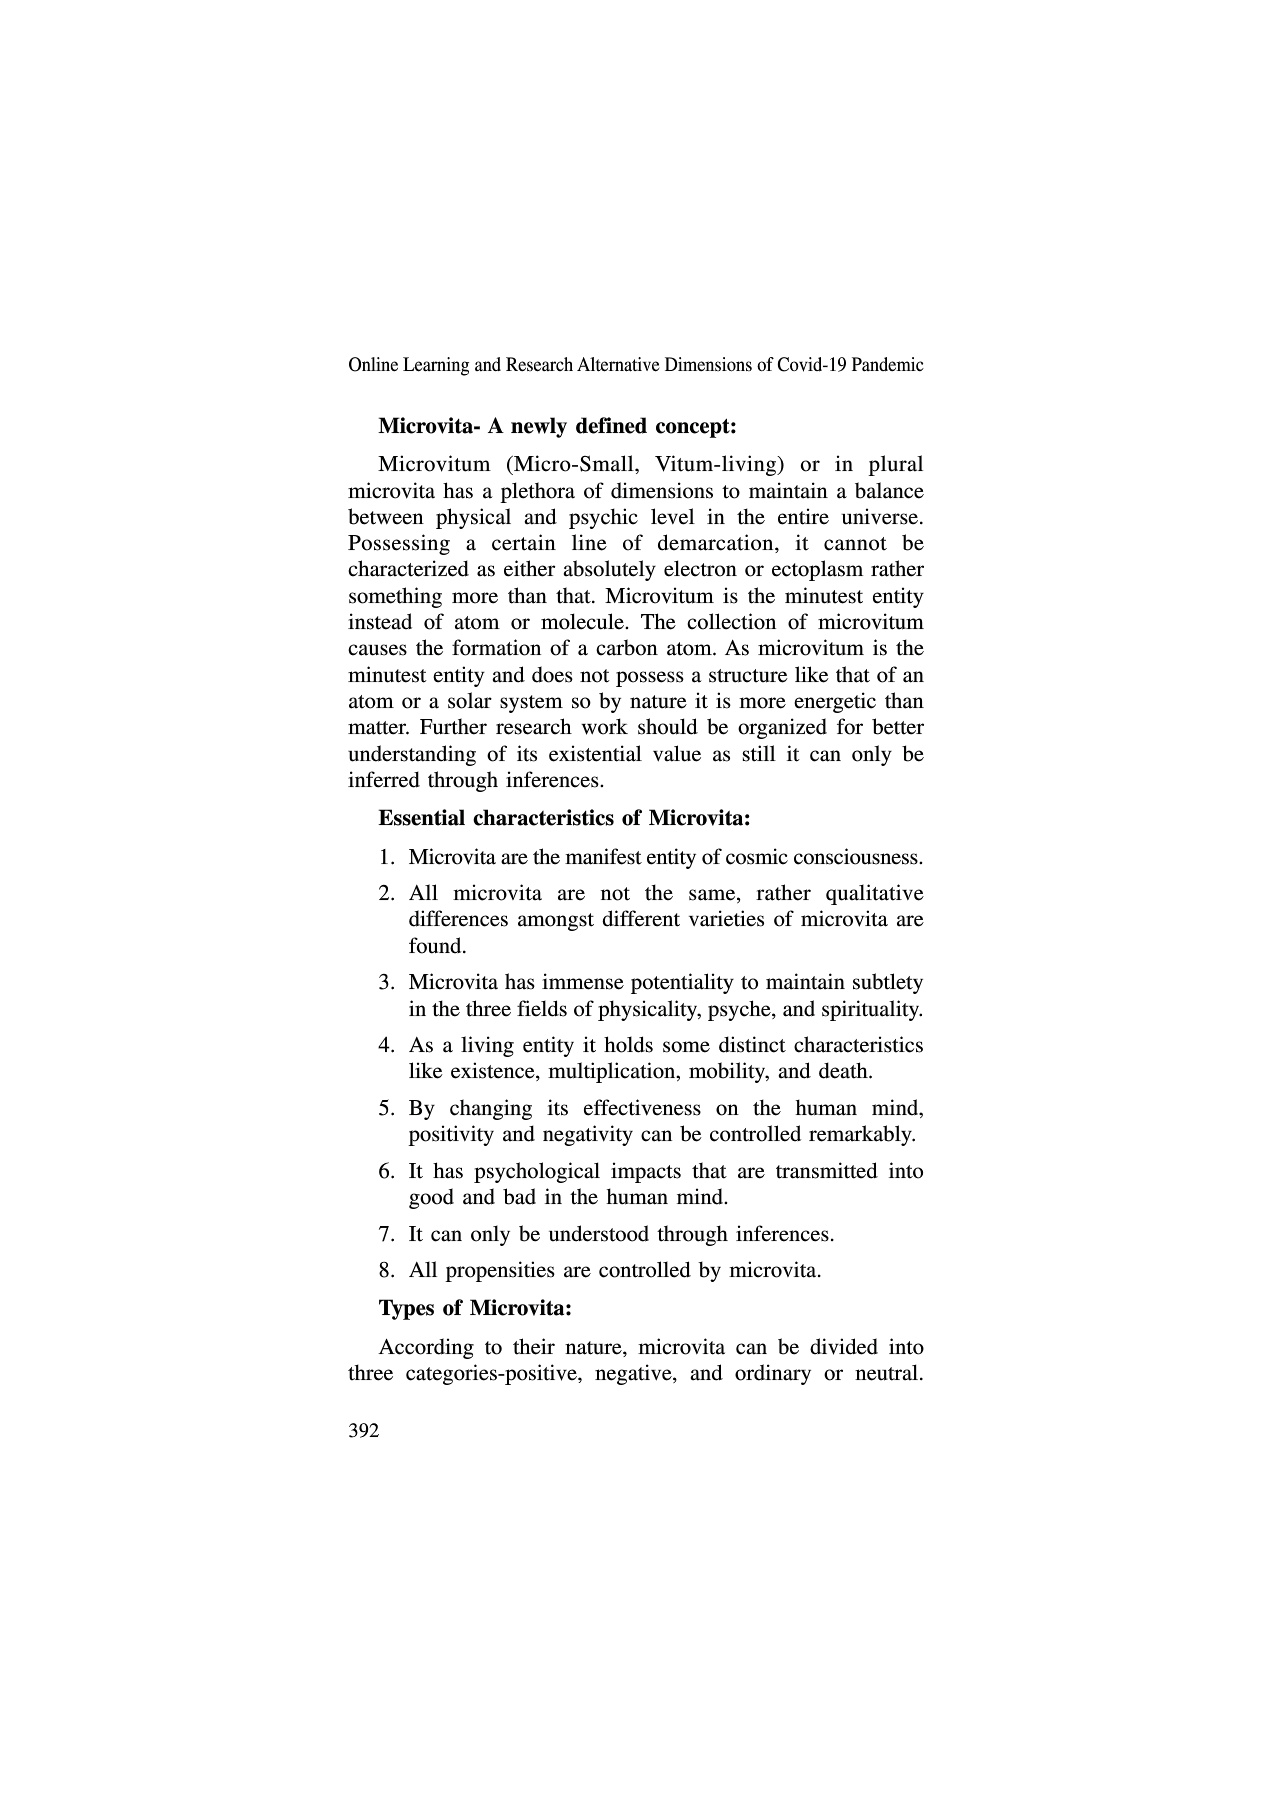 Online Learning and Research Alternative Dimensions of Covid-19 Pandemic
Microvita- A newly defined concept:
Microvitum (Micro-Small, Vitum-living) or in plural
microvita has a plethora of dimensions to maintain a balance
between physical and psychic level in the entire universe.
Possessing a certain line of demarcation, it cannot be
characterized as either absolutely electron or ectoplasm rather
something more than that. Microvitum is the minutest entity
instead of atom or molecule. The collection of microvitum
causes the formation of a carbon atom. As microvitum is the
minutest entity and does not possess a structure like that of an
atom or a solar system so by nature it is more energetic than
matter. Further research work should be organized for better
understanding of its existential value as still it can only be
inferred through inferences.
Essential characteristics of Microvita:
1. Microvita are the manifest entity of cosmic consciousness.
2. All microvita are not the same, rather qualitative
differences amongst different varieties of microvita are
found.
3. Microvita has immense potentiality to maintain subtlety
in the three fields of physicality, psyche, and spirituality.
4. As a living entity it holds some distinct characteristics
like existence, multiplication, mobility, and death.
5. By changing its effectiveness on the human mind,
positivity and negativity can be controlled remarkably.
6. It has psychological impacts that are transmitted into
good and bad in the human mind.
7. It can only be understood through inferences.
8. All propensities are controlled by microvita.
Types of Microvita:
According to their nature, microvita can be divided into
three categories-positive, negative, and ordinary or neutral.
392